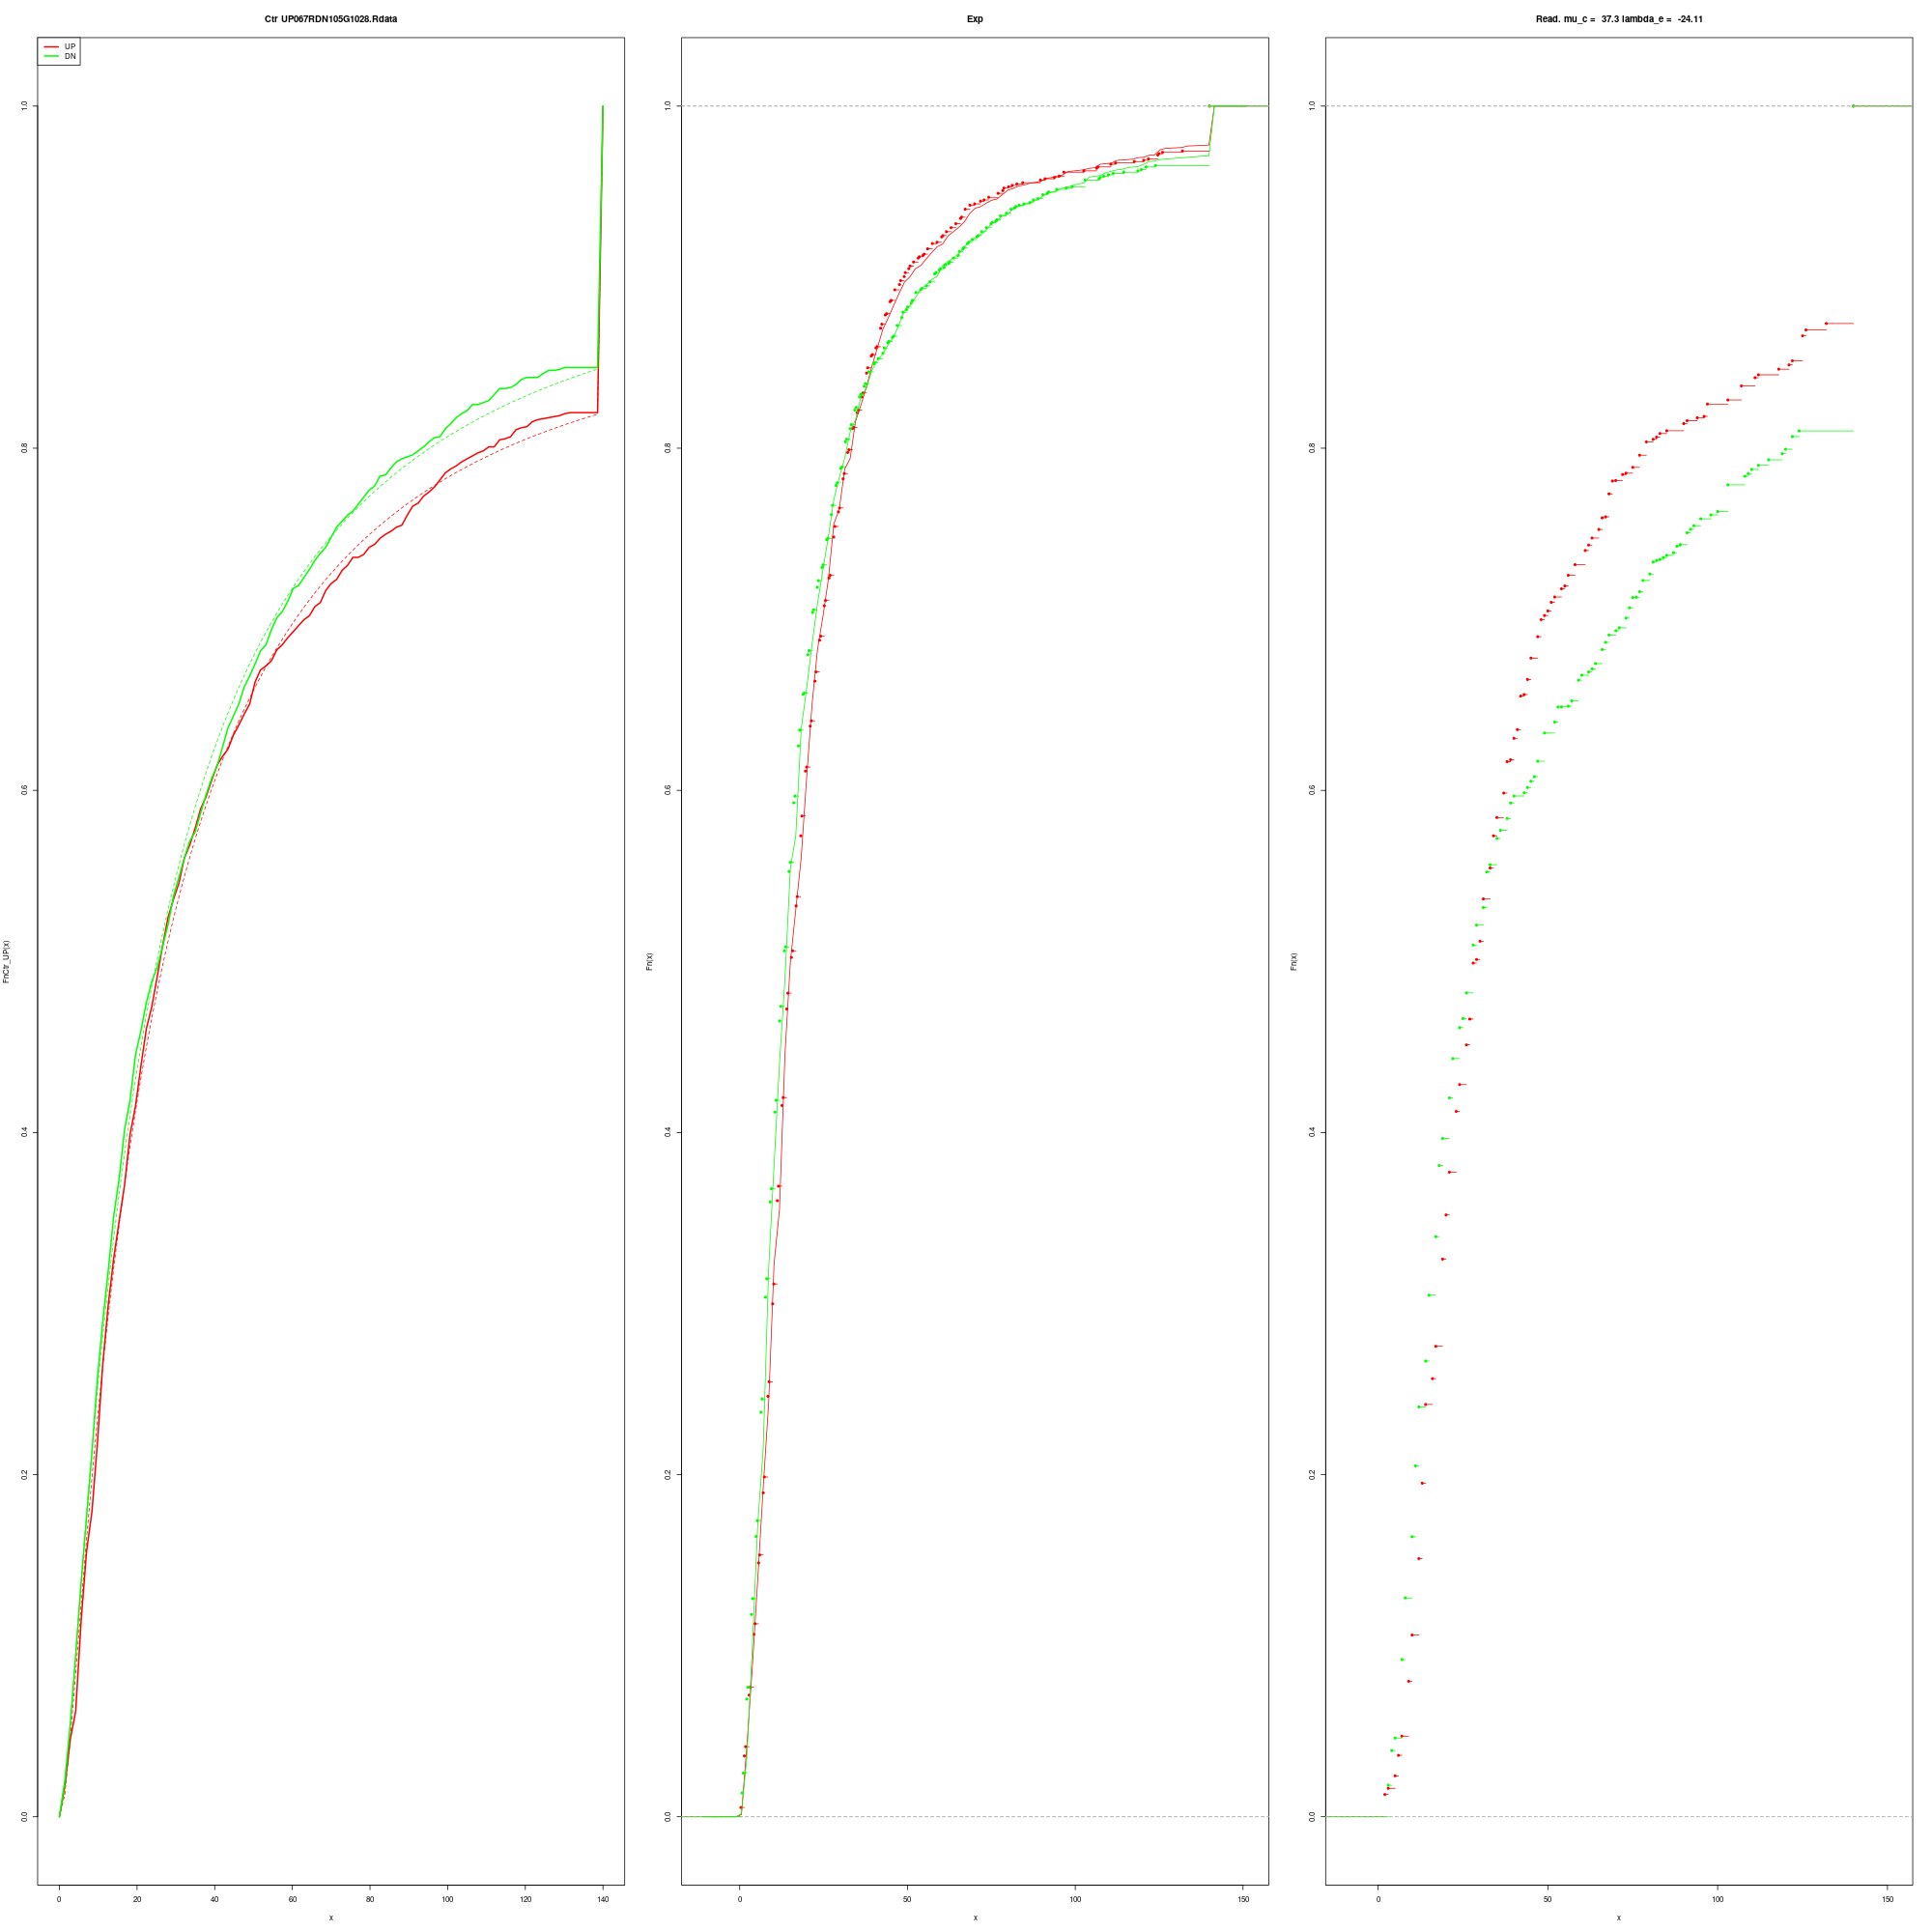 Ctr UP067RDN105G1028.Rdata
UP
DN
FnCtr_UP(x)
0.0
0.2
0.4
0.6
0.8
1.0
0 20 40 60 80 100 120 140
x
Exp
Fn(x)
0.0
0.2
0.4
0.6
0.8
1.0
0 50 100 150
x
Read. mu_c = 37.3 lambda_e = -24.11
Fn(x)
0.0
0.2
0.4
0.6
0.8
1.0
0 50 100 150
x